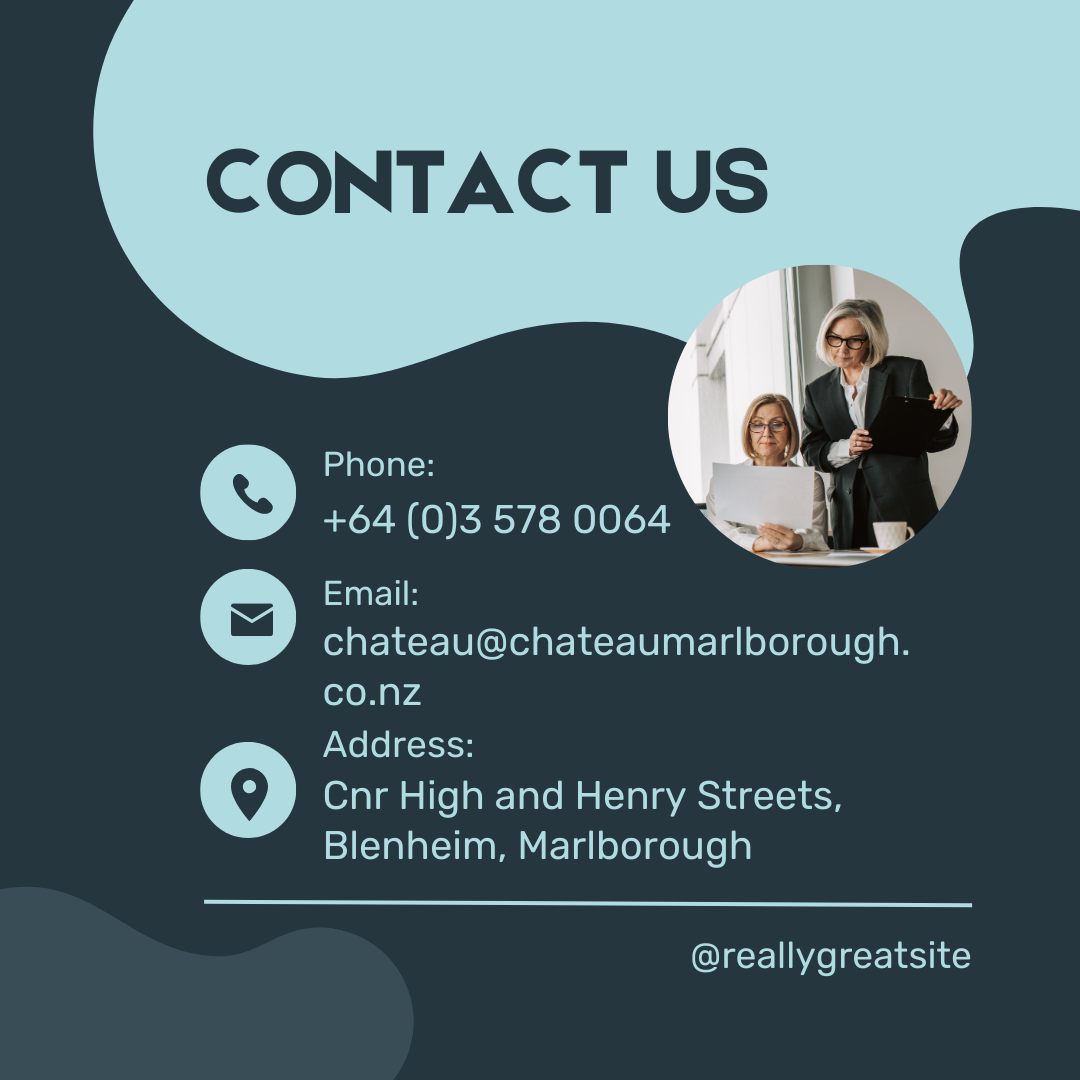 CONTACT US
Phone:
+64 (0)3 578 0064
Email:
chateau@chateaumarlborough.
co.nz
Address:
Cnr High and Henry Streets,
Blenheim, Marlborough
@reallygreatsite